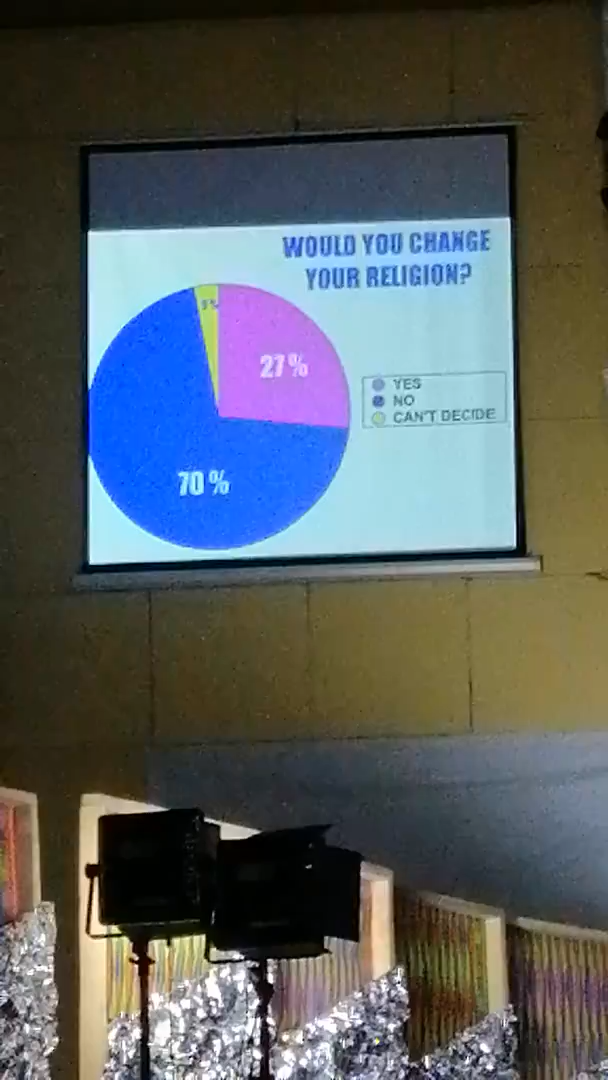 WOULD YOU CHANGE
YOUR RELIGION?
27%
70 %
YES
NO
CAN'T DECIDE